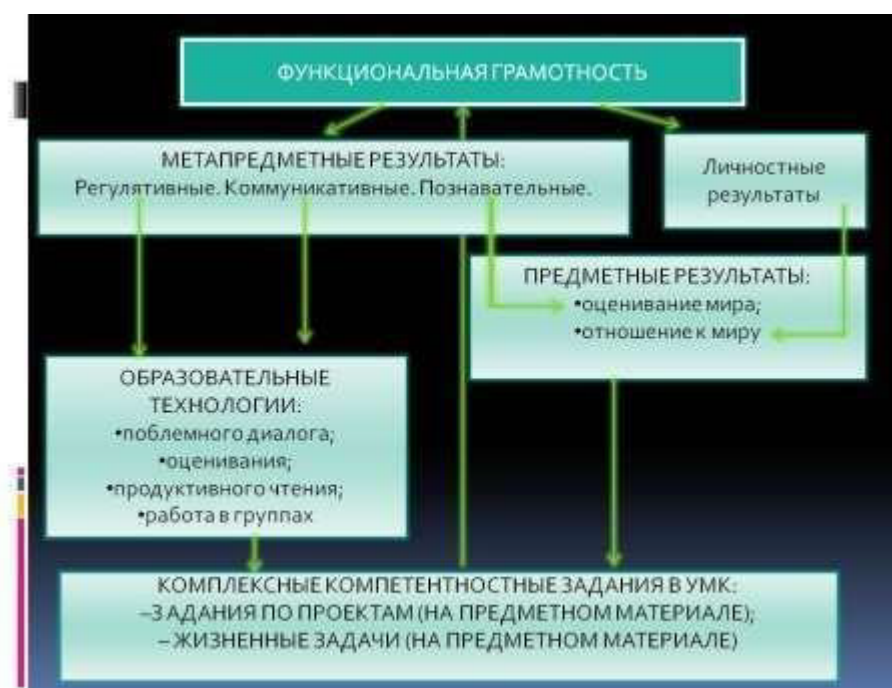 ФУНКЦИОНАЛЬНАЯ ГРАМОТНОСТЬ
МЕТАПРЕДМЕТНЫЕ РЕЗУЛЬТАТЫ:
Регулятивные. Коммуникативные. Познавательные.
Личностные
результаты
ПРЕДМЕТНЫЕ РЕЗУЛЬТАТЫ:
•оценивание мира;
•отношение к миру
ОБРАЗОВАТЕЛЬНЫЕ
ТЕХНОЛОГИИ:
•поблемного диалога;
•оценивания;
•продуктивного чтения;
•работа в группах
КОМПЛЕКСНЫЕ КОМПЕТЕНТНОСТНЫЕ ЗАДАНИЯ В УМК:
–З АДАНИЯ ПО ПРОЕКТАМ (НА ПРЕДМЕТНОМ МАТЕРИАЛЕ);
– ЖИЗНЕННЫЕ ЗАДАЧИ (НА ПРЕДМЕТНОМ МАТЕРИАЛЕ)